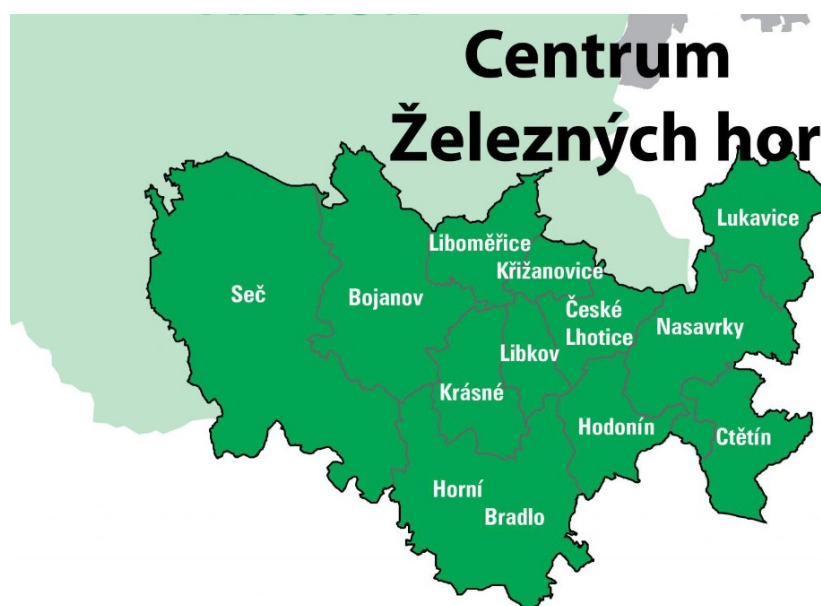 Centrum
Železných hor
Lukavice
Liboměřice
Křižanovice
Seč
Bojanov
České
Lhotice
Nasavrky
Libkov
Krásné
Hodonín
Ctětín
Horní
Bradlo